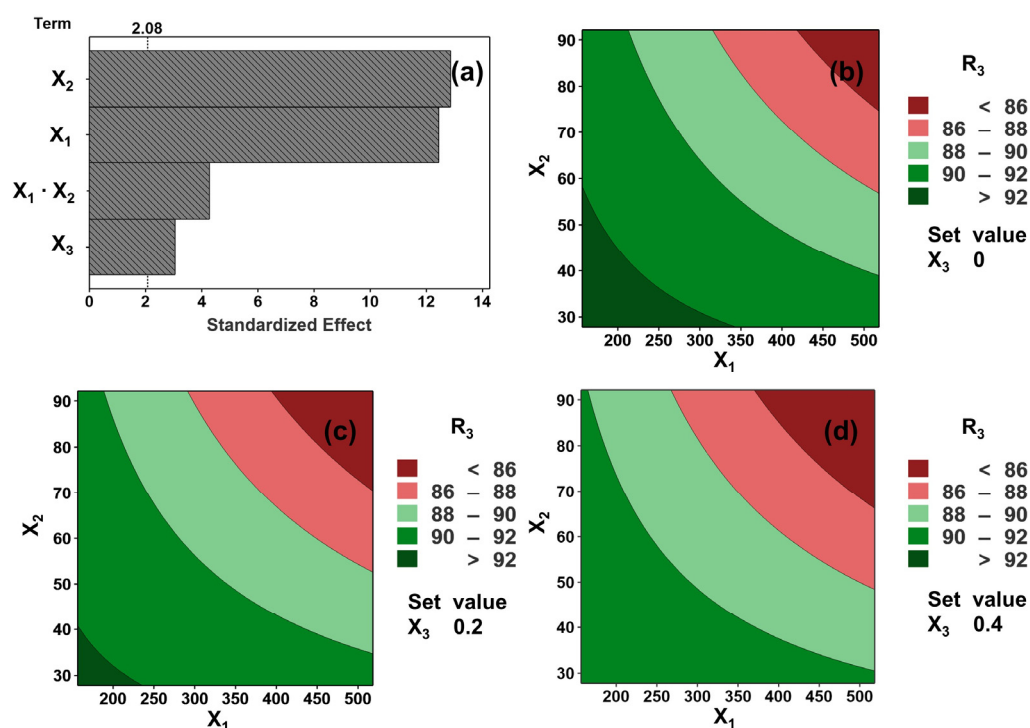 Term
2.08
(a)
X₂
X₁
X₁ · X₂
X₃
0 2 4 6 8 10 12 14
Standardized Effect
(b)
90
80
70
60
50
40
30
X₂
200 250 300 350 400 450 500
X₁
R₃
< 86
86 – 88
88 – 90
90 – 92
> 92
Set value
X₃ 0
(c)
90
80
70
60
50
40
30
X₂
200 250 300 350 400 450 500
X₁
R₃
< 86
86 – 88
88 – 90
90 – 92
> 92
Set value
X₃ 0.2
(d)
90
80
70
60
50
40
30
X₂
200 250 300 350 400 450 500
X₁
R₃
< 86
86 – 88
88 – 90
90 – 92
> 92
Set value
X₃ 0.4